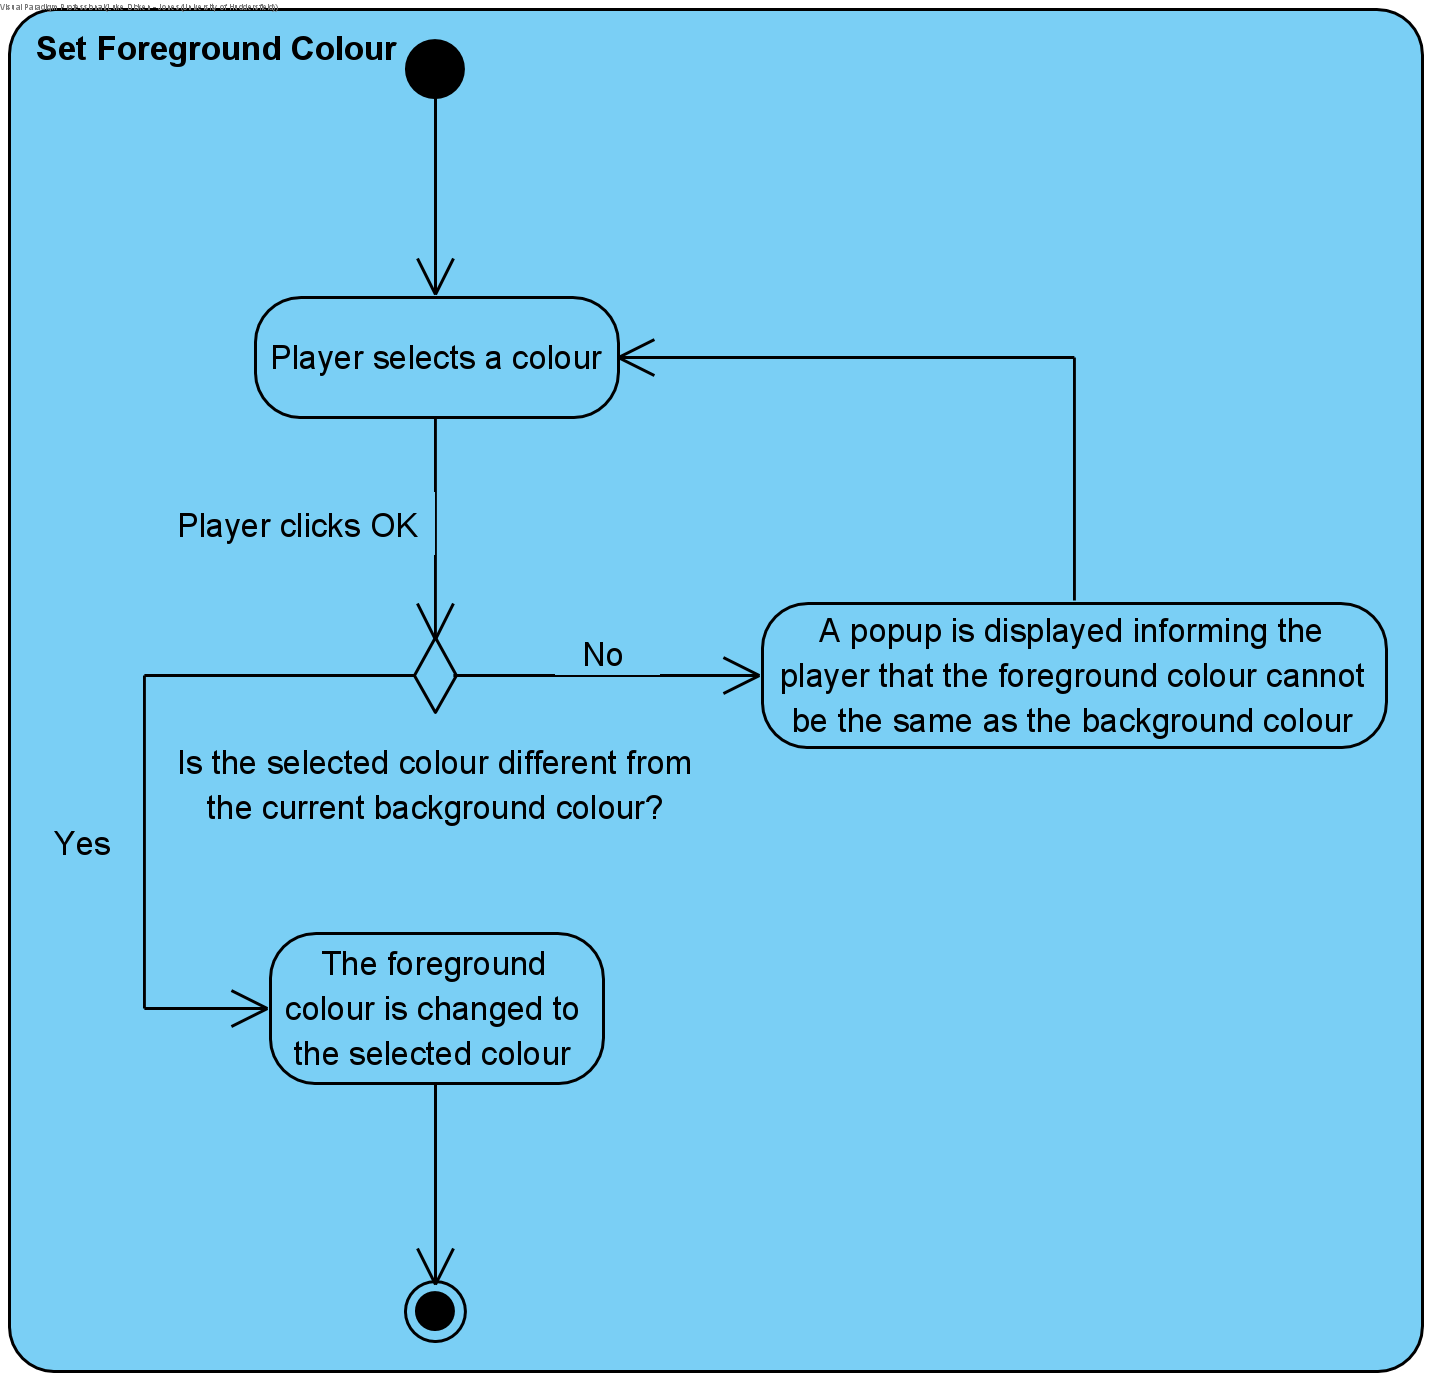 Visual Paradigm Professional
Set Foreground Colour
Player selects a colour
Player clicks OK
No
A popup is displayed informing the
player that the foreground colour cannot
be the same as the background colour
Is the selected colour different from
the current background colour?
Yes
The foreground
colour is changed to
the selected colour